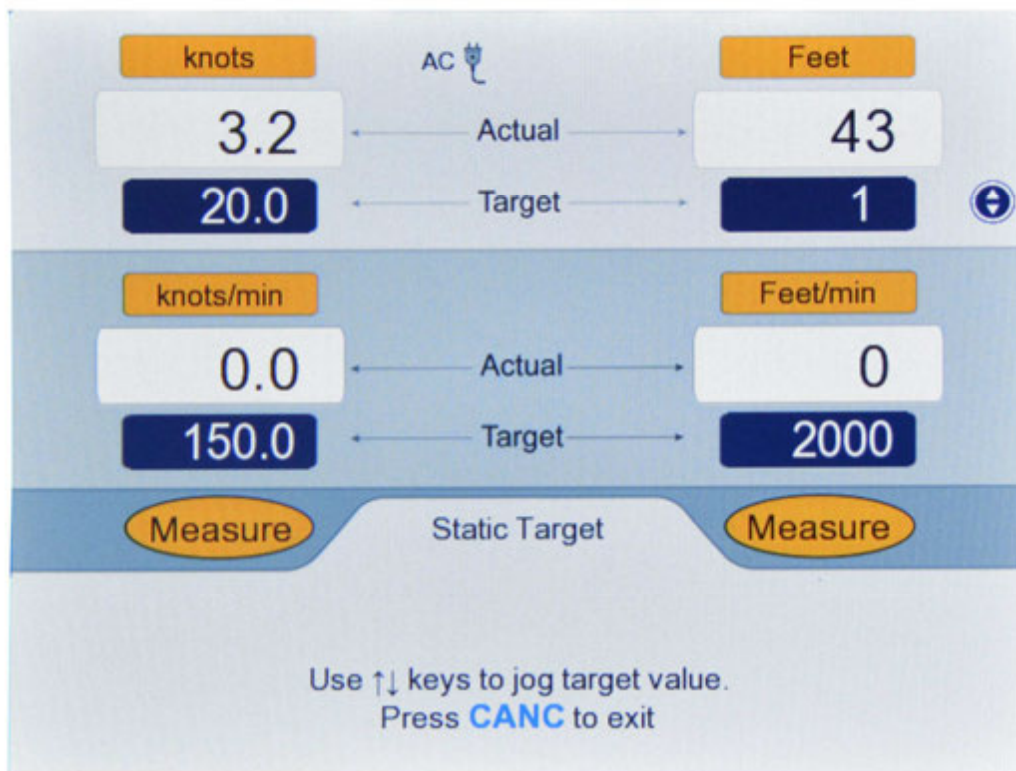 knots AC Feet
3.2 Actual 43
20.0 Target 1
knots/min Feet/min
0.0 Actual 0
150.0 Target 2000
Measure Static Target Measure
Use ↑↓ keys to jog target value.
Press CANC to exit